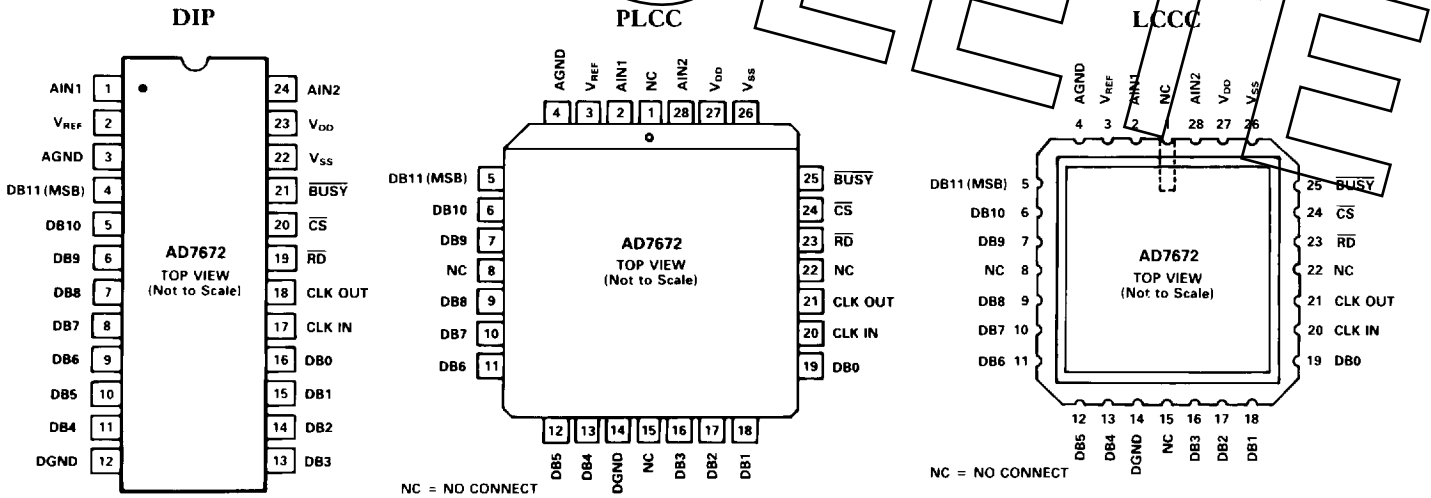 DIP
AIN1 1
VREF 2
AGND 3
DB11(MSB) 4
DB10 5
DB9 6
DB8 7
DB7 8
DB6 9
DB5 10
DB4 11
DGND 12
AD7672
TOP VIEW
(Not to Scale)
24 AIN2
23 VDD
22 VSS
21 BUSY
20 CS
19 RD
18 CLK OUT
17 CLK IN
16 DB0
15 DB1
14 DB2
13 DB3
PLCC
AGND VREF AIN1 NC AIN2 VDD VSS
4 3 2 1 28 27 26
DB11(MSB) 5
DB10 6
DB9 7
NC 8
DB8 9
DB7 10
DB6 11
AD7672
TOP VIEW
(Not to Scale)
25 BUSY
24 CS
23 RD
22 NC
21 CLK OUT
20 CLK IN
19 DB0
12 13 14 15 16 17 18
DB5 DB4 DGND NC DB3 DB2 DB1
NC = NO CONNECT
LCCC
AGND VREF AIN1 NC AIN2 VDD VSS
4 3 2 1 28 27 26
DB11(MSB) 5
DB10 6
DB9 7
NC 8
DB8 9
DB7 10
DB6 11
AD7672
TOP VIEW
(Not to Scale)
25 BUSY
24 CS
23 RD
22 NC
21 CLK OUT
20 CLK IN
19 DB0
12 13 14 15 16 17 18
DB5 DB4 DGND NC DB3 DB2 DB1
NC = NO CONNECT